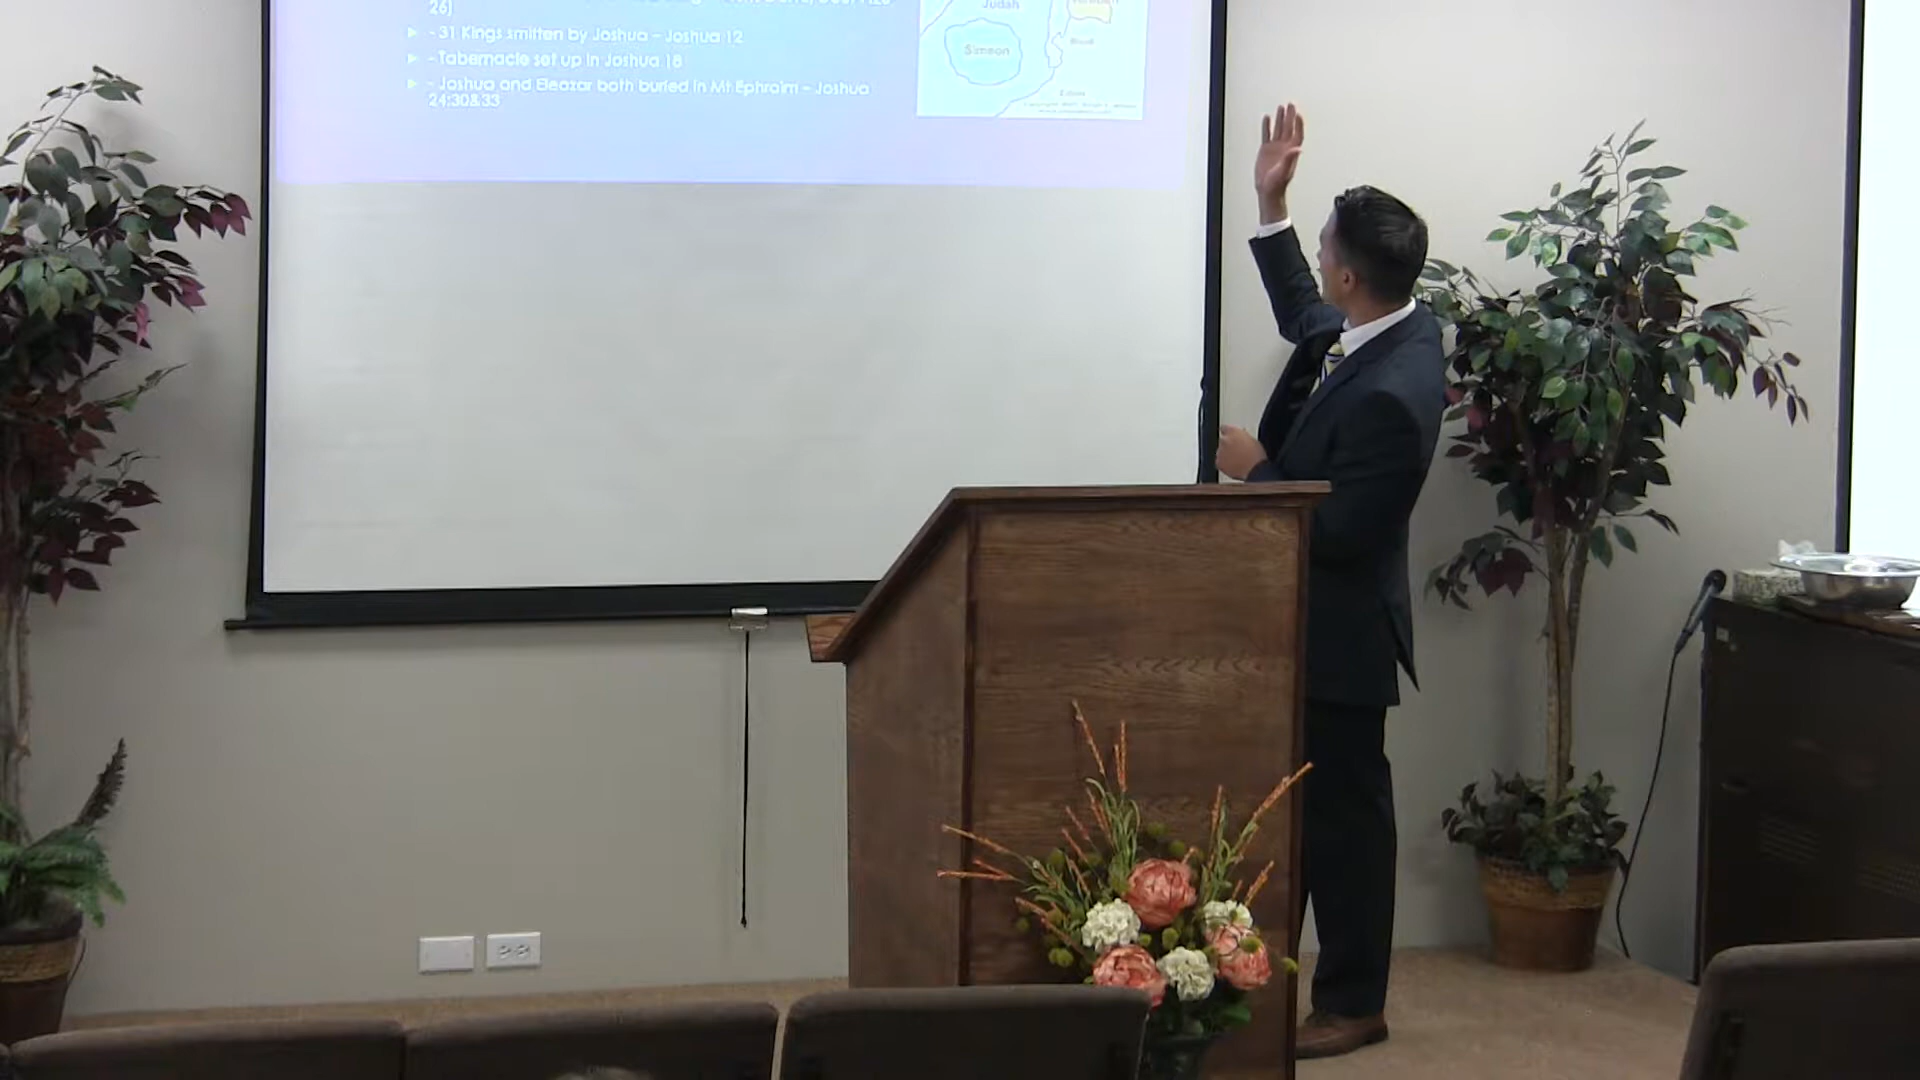 26]
- 31 Kings smitten by Joshua – Joshua 12
- Tabernacle set up in Joshua 18
- Joshua and Eleazar both buried in Mt Ephraim – Joshua
24:30&33
Judah
Simeon
Edom